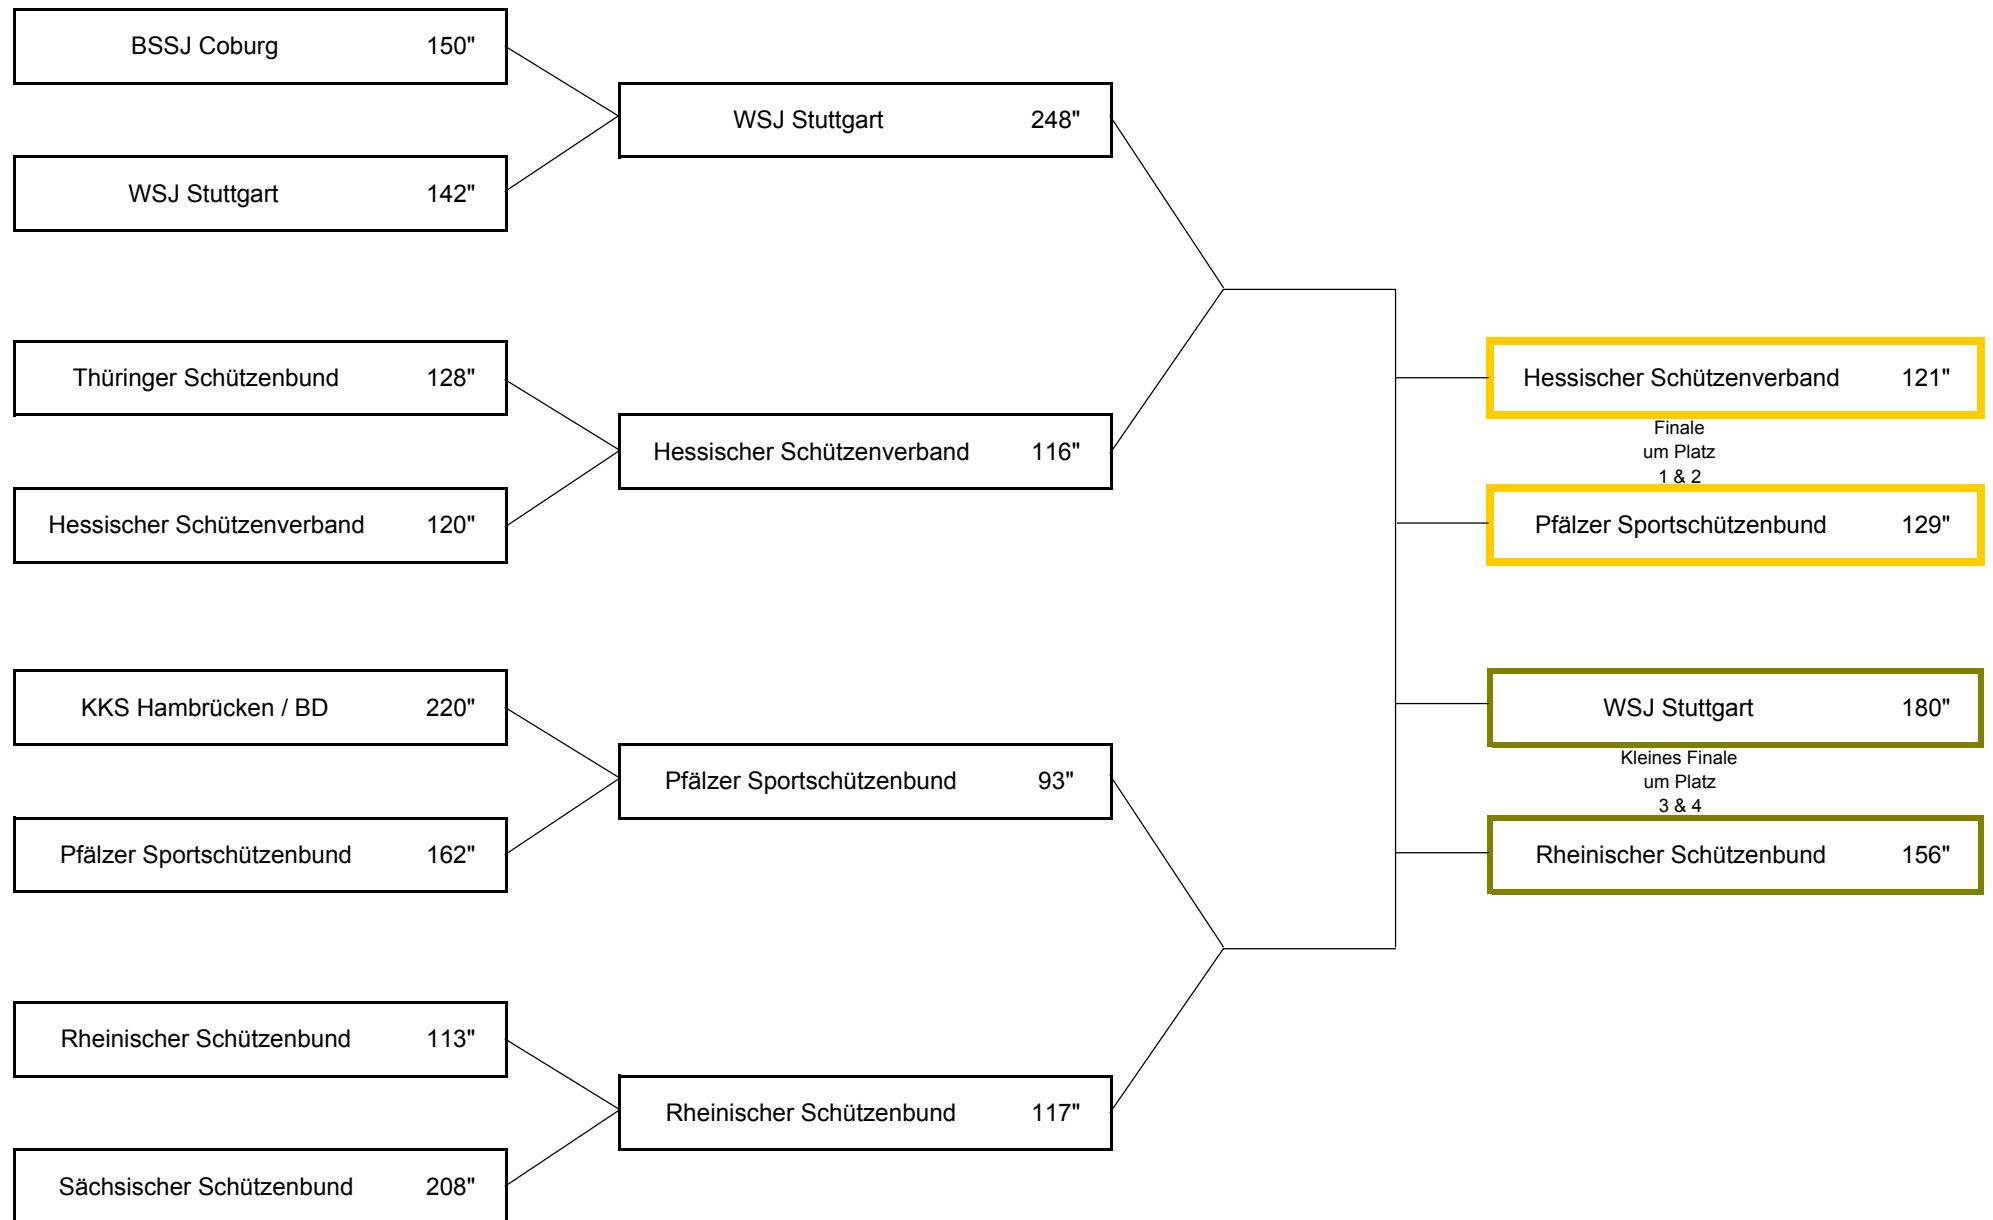 BSSJ Coburg 150"
WSJ Stuttgart 142"
Thüringer Schützenbund 128"
Hessischer Schützenverband 120"
KKS Hambrücken / BD 220"
Pfälzer Sportschützenbund 162"
Rheinischer Schützenbund 113"
Sächsischer Schützenbund 208"
WSJ Stuttgart 248"
Hessischer Schützenverband 116"
Pfälzer Sportschützenbund 93"
Rheinischer Schützenbund 117"
Hessischer Schützenverband 121"
Finale
um Platz
1 & 2
Pfälzer Sportschützenbund 129"
WSJ Stuttgart 180"
Kleines Finale
um Platz
3 & 4
Rheinischer Schützenbund 156"